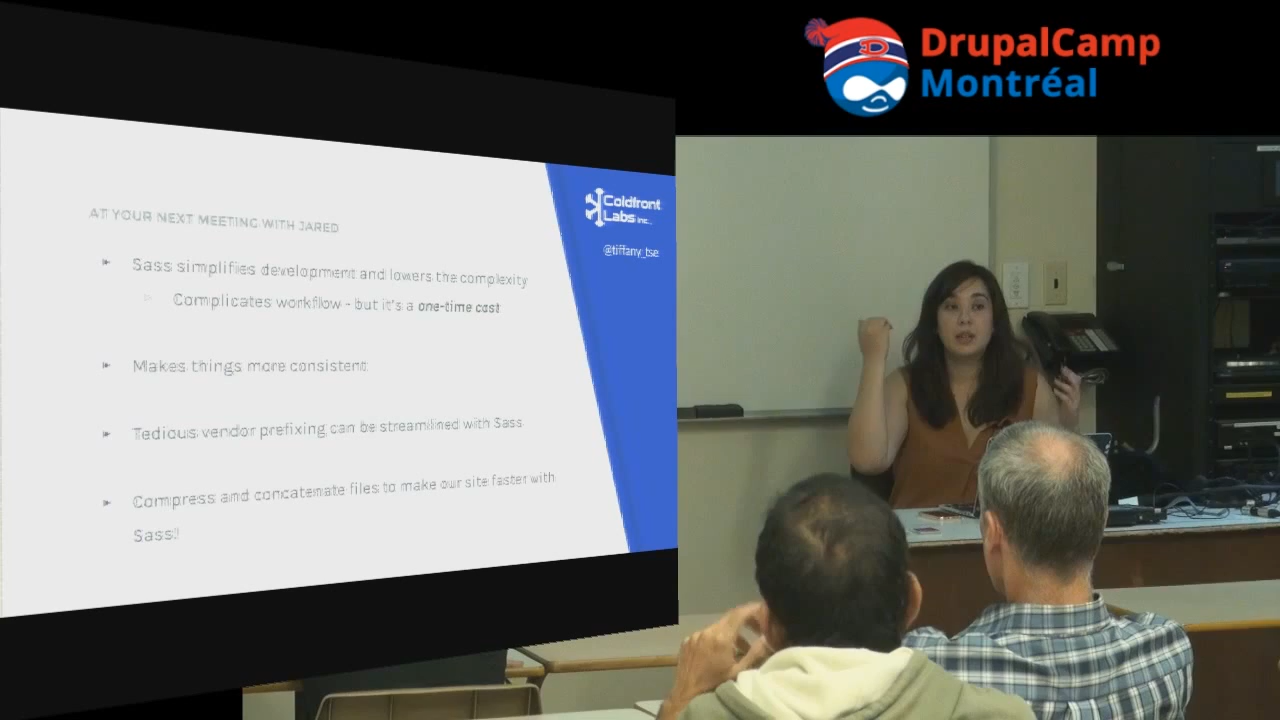 DrupalCamp
Montréal
Coldfront
Labs Inc.
@tiffany_tse
AT YOUR NEXT MEETING WITH JARED
Sass simplifies development and lowers the complexity
Complicates workflow - but it's a one-time cost
Makes things more consistent
Tedious vendor prefixing can be streamlined with Sass
Compress and concatenate files to make our site faster with
Sass!